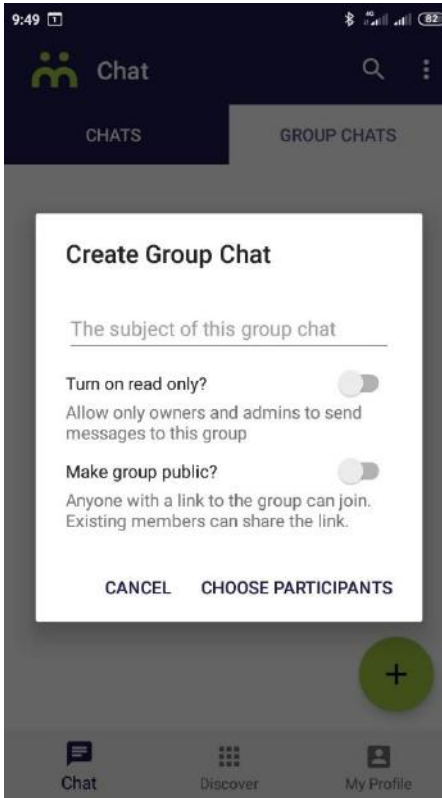 9:49
4G
82
Chat
CHATS
GROUP CHATS
Create Group Chat
The subject of this group chat
Turn on read only?
Allow only owners and admins to send
messages to this group
Make group public?
Anyone with a link to the group can join.
Existing members can share the link.
CANCEL
CHOOSE PARTICIPANTS
Chat
Discover
My Profile